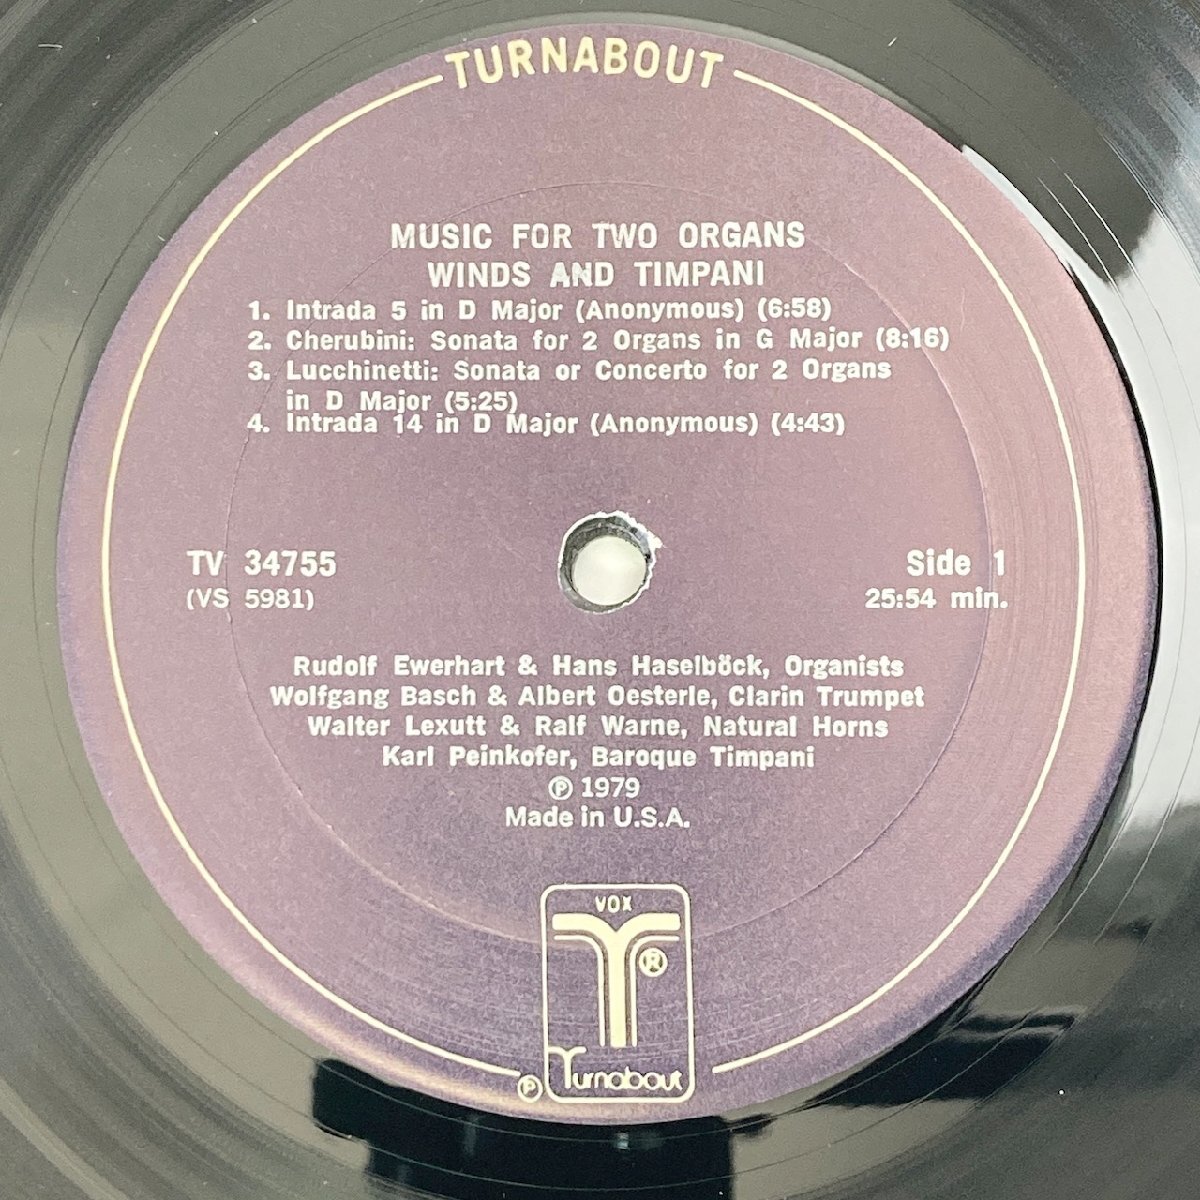 TURNABOUT
MUSIC FOR TWO ORGANS
WINDS AND TIMPANI
1. Intrada 5 in D Major (Anonymous) (6:58)
2. Cherubini: Sonata for 2 Organs in G Major (8:16)
3. Lucchinetti: Sonata or Concerto for 2 Organs
in D Major (5:25)
4. Intrada 14 in D Major (Anonymous) (4:43)
TV 34755
(VS 5981)
Side 1
25:54 min.
Rudolf Ewerhart & Hans Haselböck, Organists
Wolfgang Basch & Albert Oesterle, Clarin Trumpet
Walter Lexutt & Ralf Warne, Natural Horns
Karl Peinkofer, Baroque Timpani
℗ 1979
Made in U.S.A.
VOX
T ®
Turnabout
℗